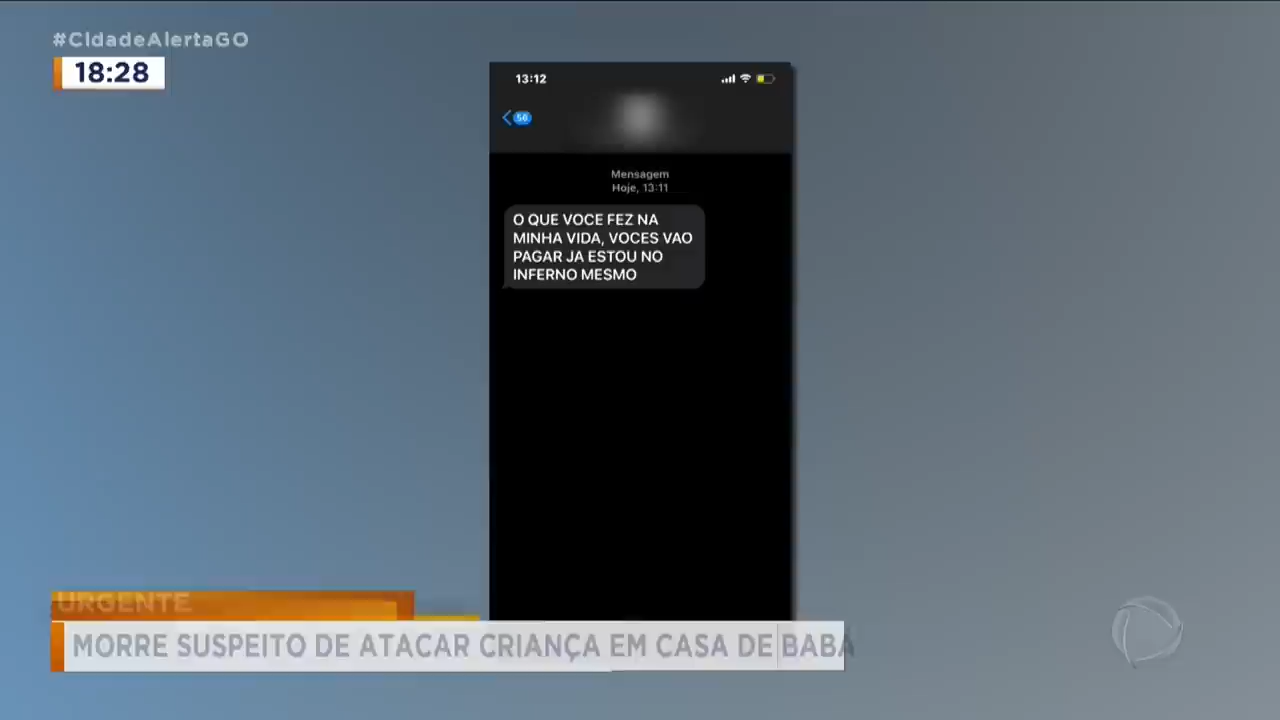 #CidadeAlertaGO
18:28
13:12
56
Mensagem
Hoje, 13:11
O QUE VOCE FEZ NA
MINHA VIDA, VOCES VAO
PAGAR JA ESTOU NO
INFERNO MESMO
URGENTE
MORRE SUSPEITO DE ATACAR CRIANÇA EM CASA DE BABÁ